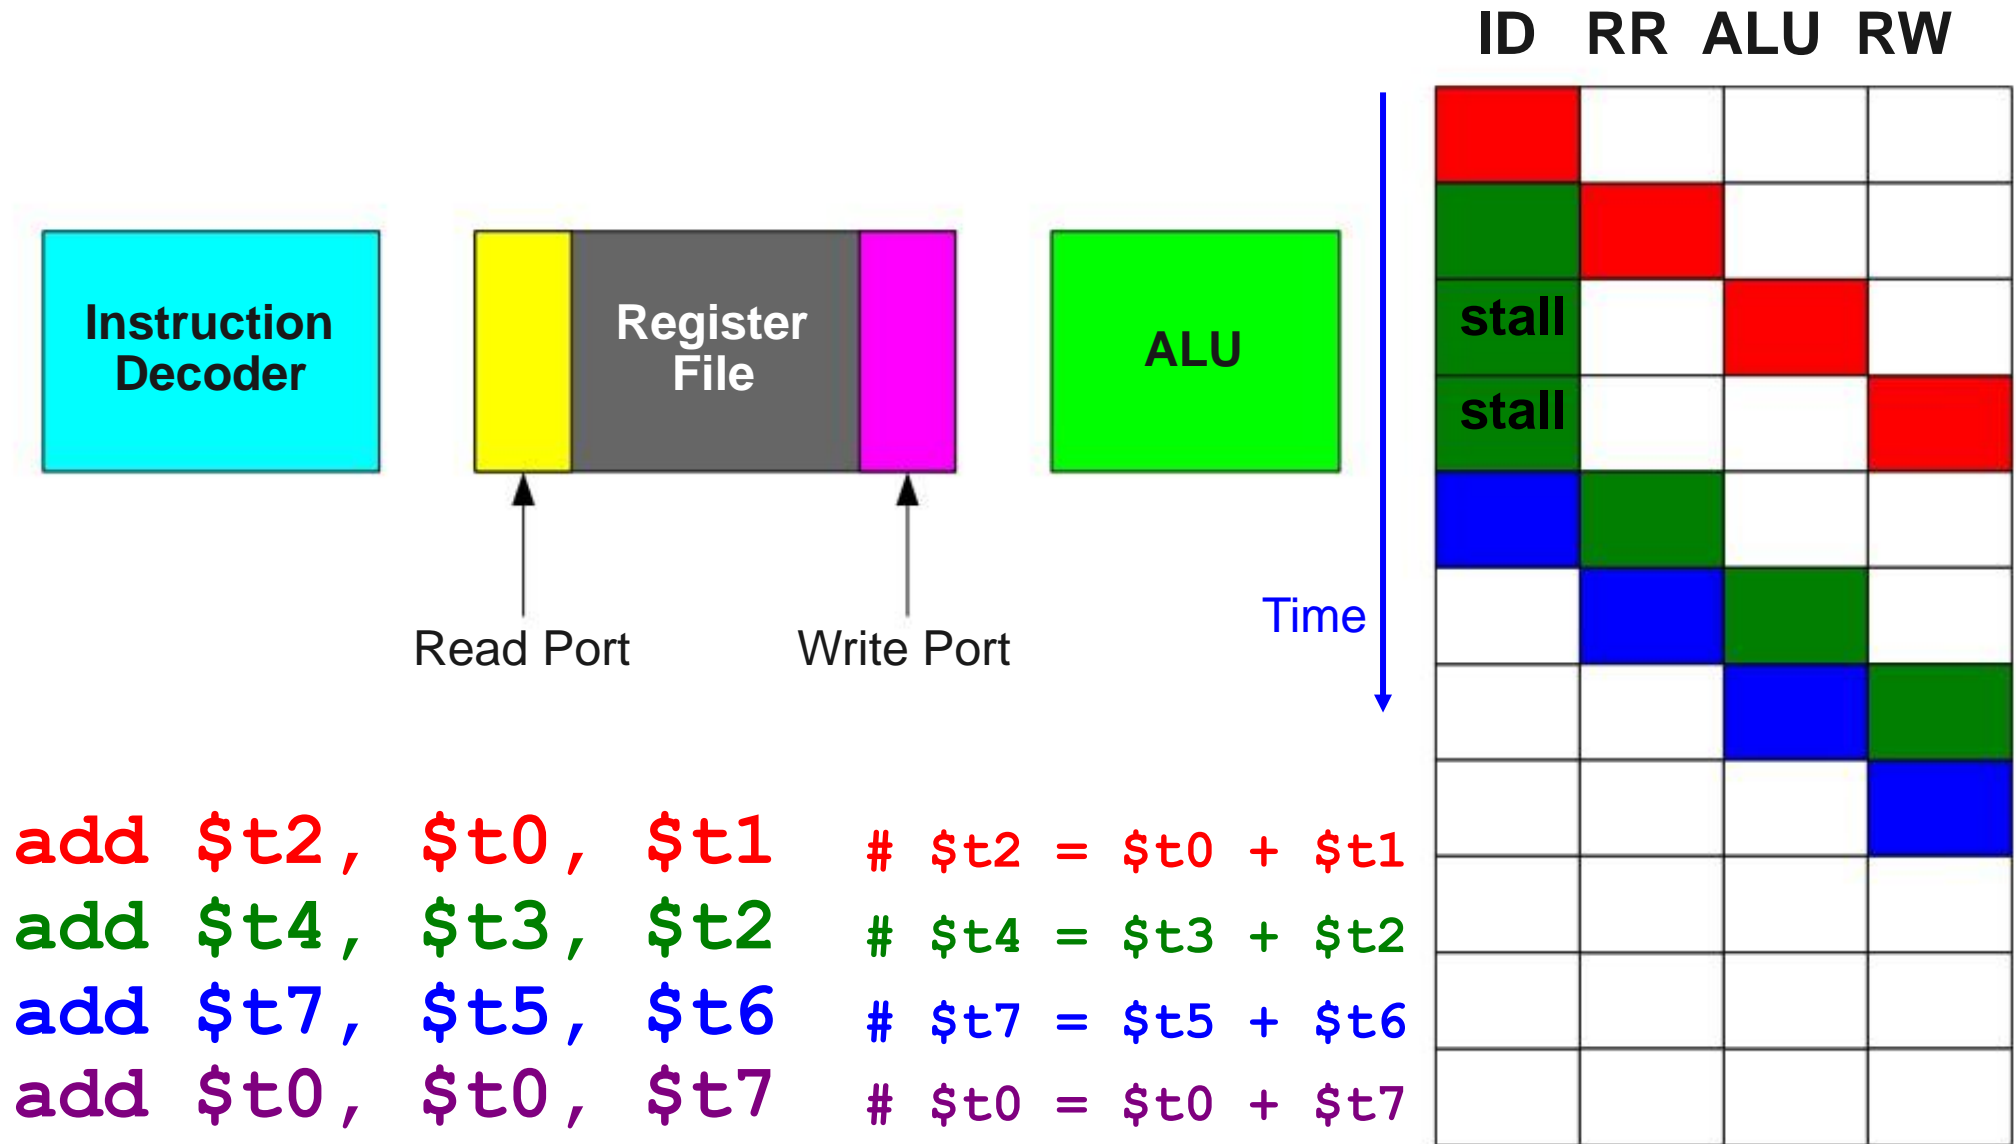 ID RR ALU RW
Instruction
Decoder
Register
File
ALU
stall
stall
Read Port
Write Port
Time
add $t2, $t0, $t1 # $t2 = $t0 + $t1
add $t4, $t3, $t2 # $t4 = $t3 + $t2
add $t7, $t5, $t6 # $t7 = $t5 + $t6
add $t0, $t0, $t7 # $t0 = $t0 + $t7